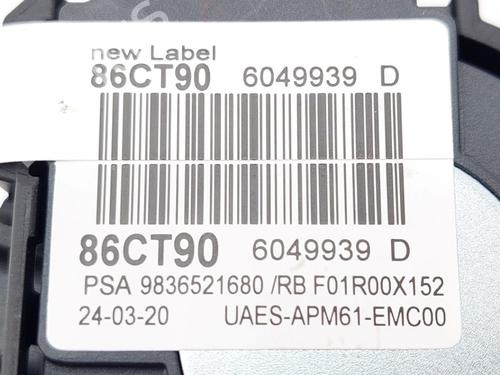 new Label
86CT90 6049939 D
86CT90 6049939 D
PSA 9836521680 /RB F01R00X152
24-03-20 UAES-APM61-EMC00